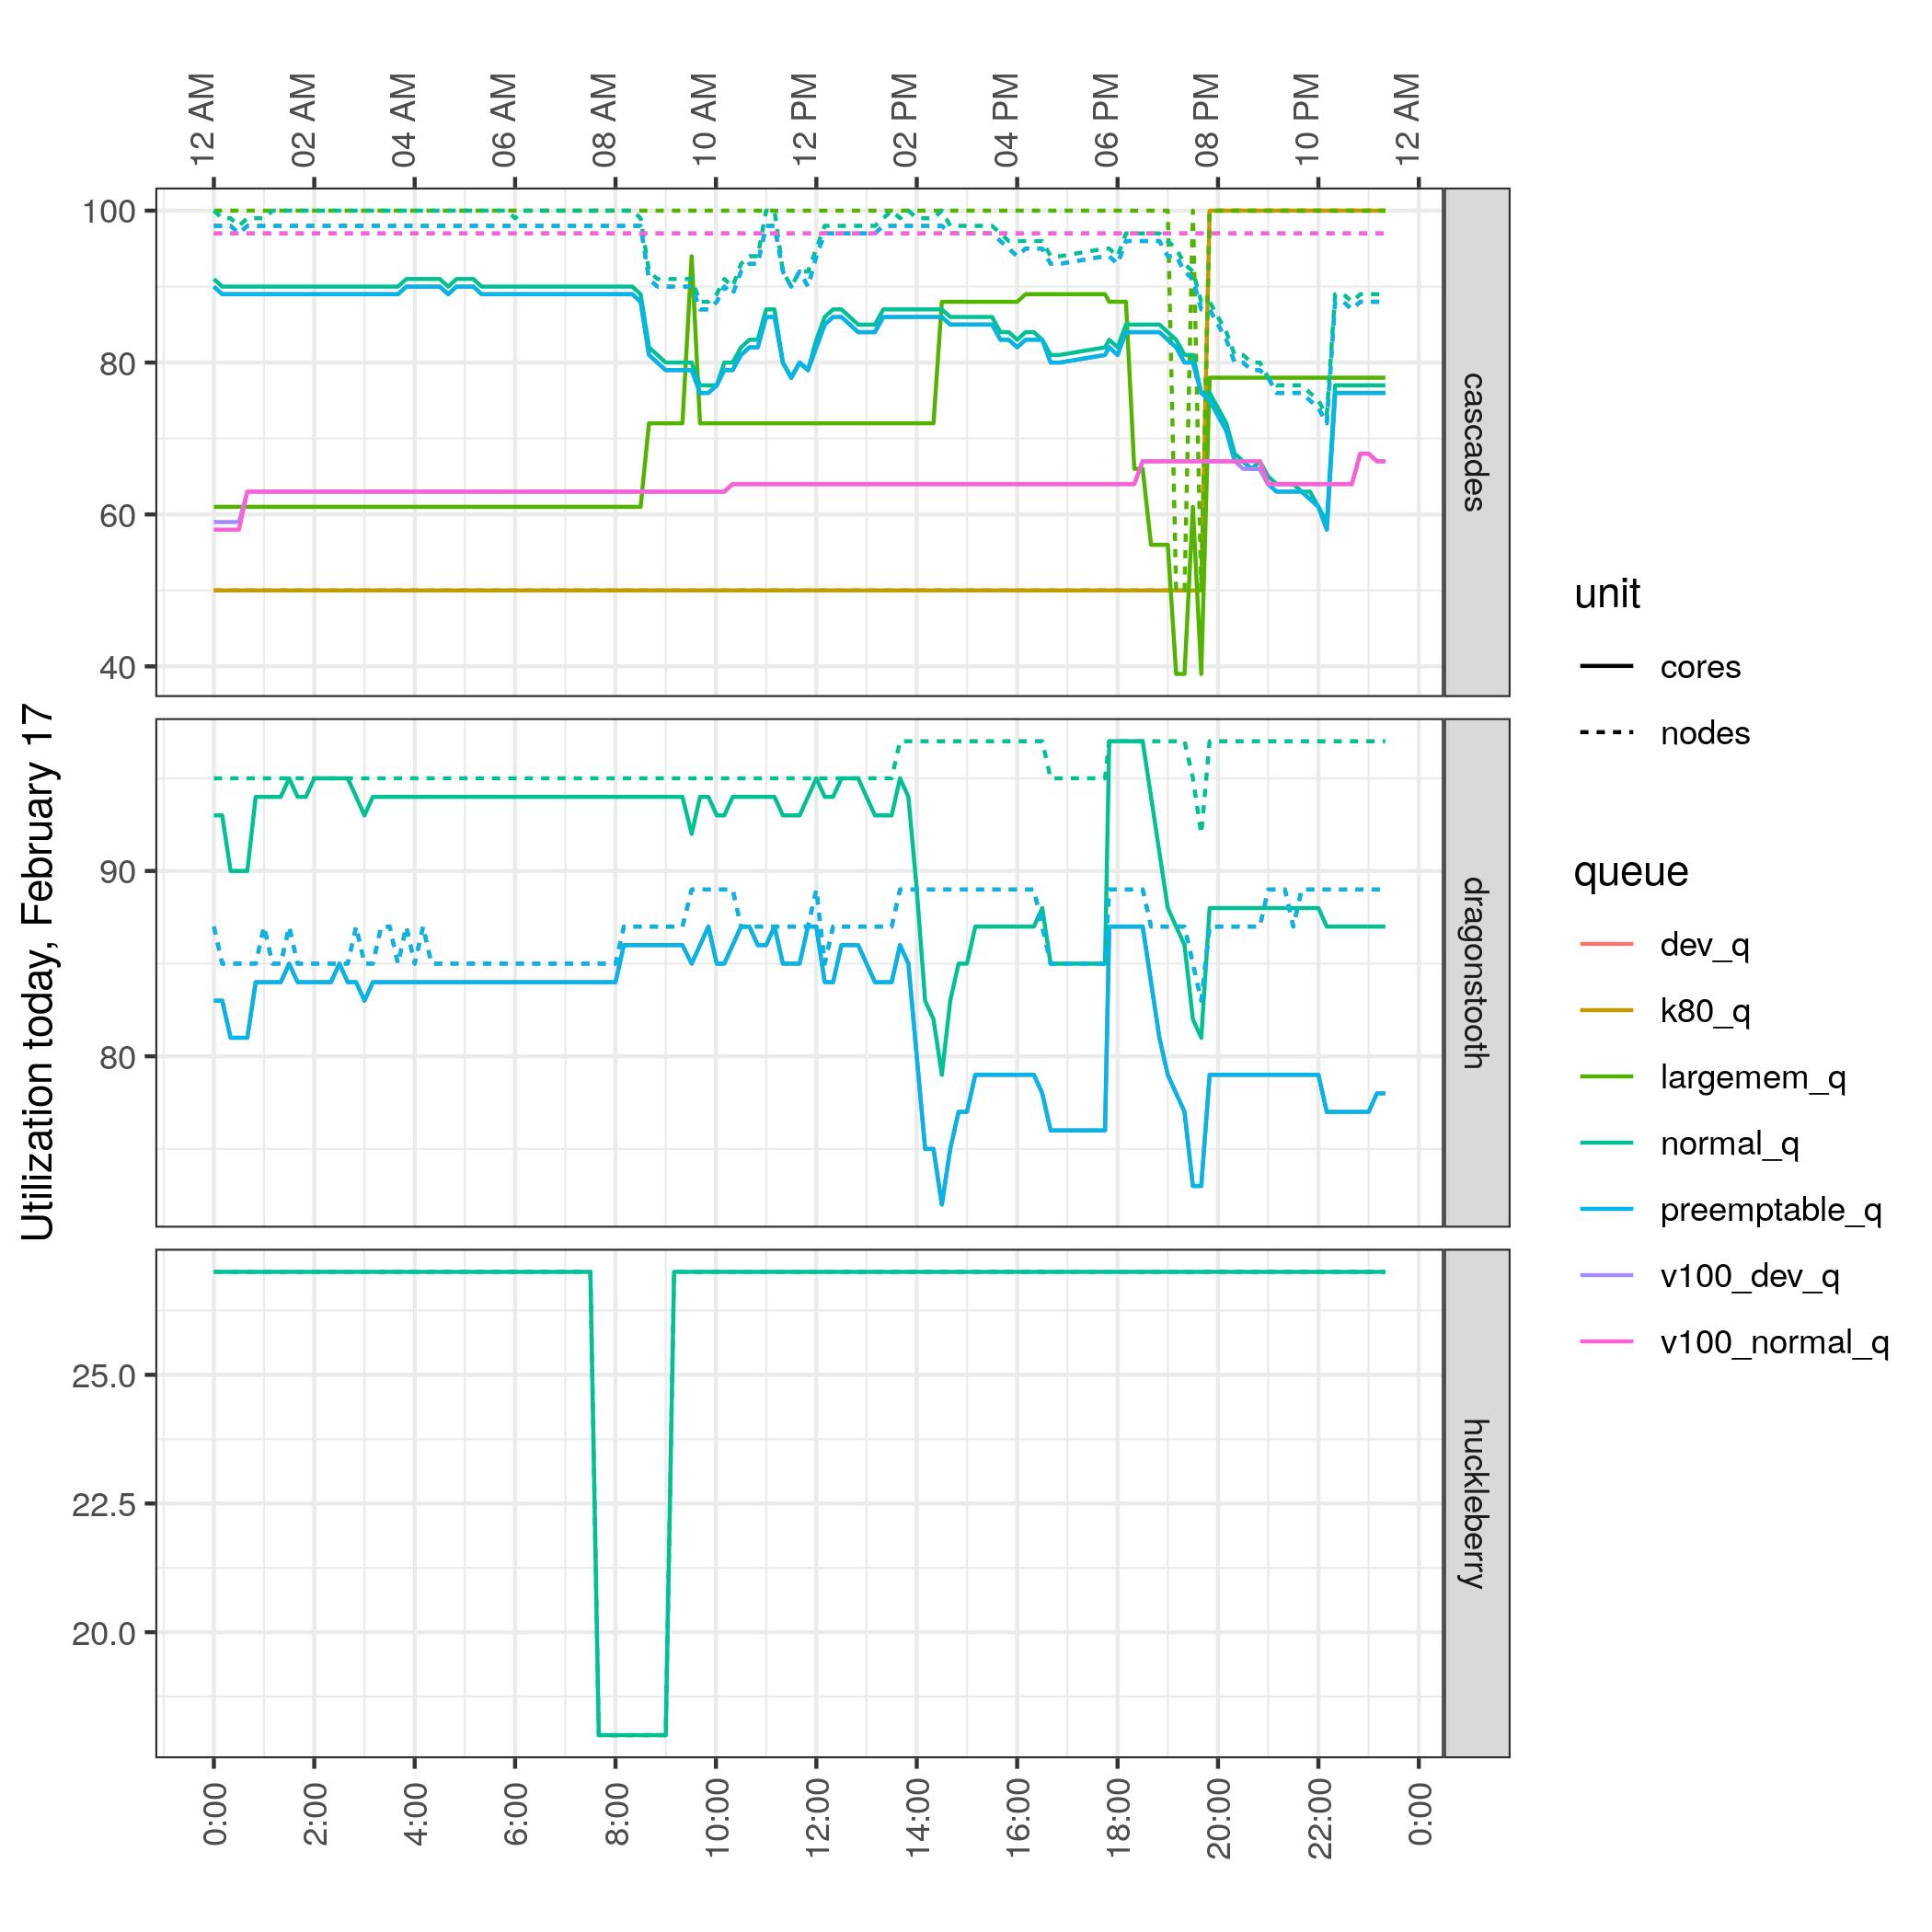 12 AM
02 AM
04 AM
06 AM
08 AM
10 AM
12 PM
02 PM
04 PM
06 PM
08 PM
10 PM
12 AM
Utilization today, February 17
100
80
60
40
cascades
90
80
dragonstooth
25.0
22.5
20.0
huckleberry
0:00
2:00
4:00
6:00
8:00
10:00
12:00
14:00
16:00
18:00
20:00
22:00
0:00
unit
cores
nodes
queue
dev_q
k80_q
largemem_q
normal_q
preemptable_q
v100_dev_q
v100_normal_q